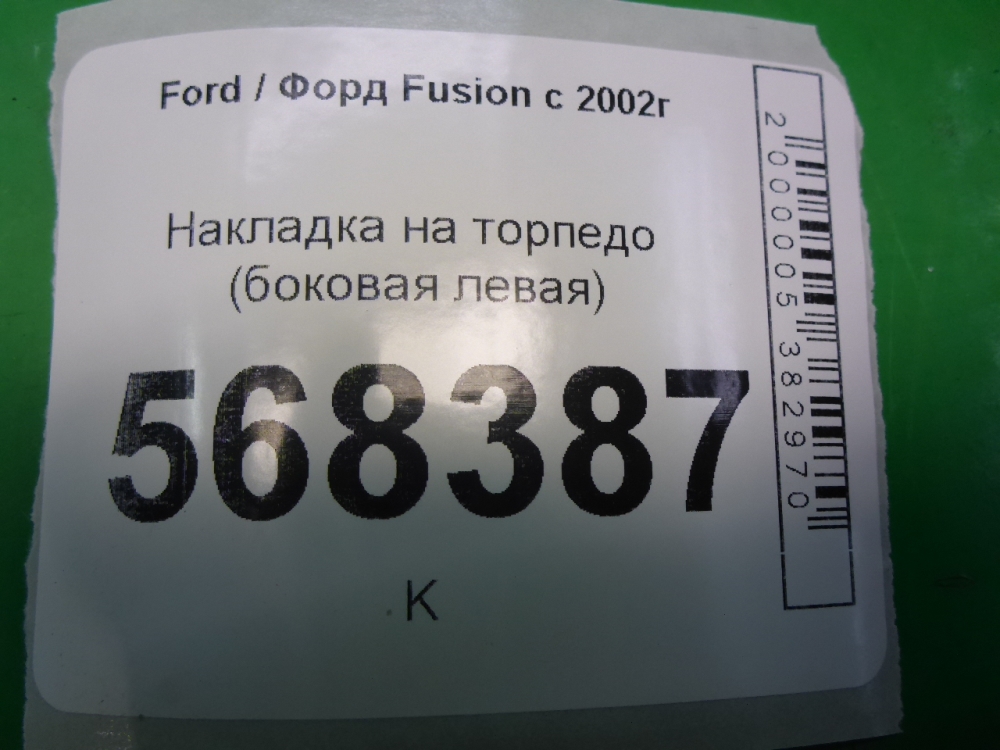 Ford / Форд Fusion с 2002г
Накладка на торпедо
(боковая левая)
568387
К
2000005382970